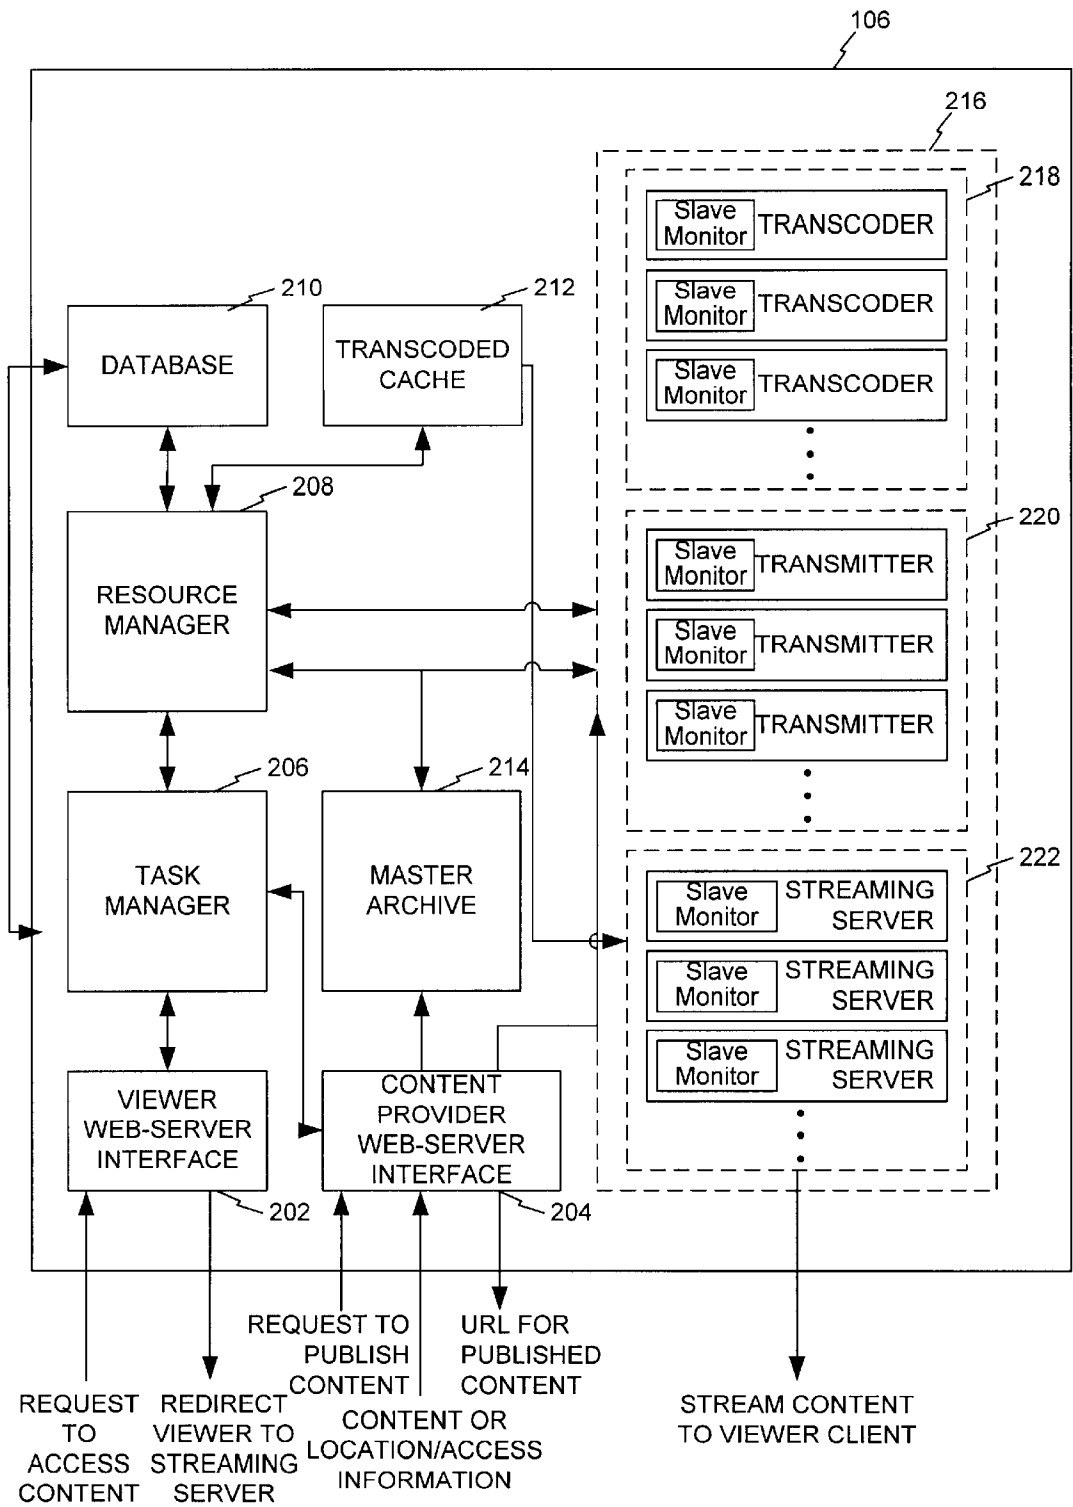 106
216
218
Slave
Monitor
TRANSCODER
Slave
Monitor
TRANSCODER
Slave
Monitor
TRANSCODER
210
DATABASE
212
TRANSCODED
CACHE
208
RESOURCE
MANAGER
220
Slave
Monitor
TRANSMITTER
Slave
Monitor
TRANSMITTER
Slave
Monitor
TRANSMITTER
206
TASK
MANAGER
214
MASTER
ARCHIVE
222
Slave
Monitor
STREAMING
SERVER
Slave
Monitor
STREAMING
SERVER
Slave
Monitor
STREAMING
SERVER
VIEWER
WEB-SERVER
INTERFACE
202
CONTENT
PROVIDER
WEB-SERVER
INTERFACE
204
REQUEST
TO
ACCESS
CONTENT
REDIRECT
VIEWER TO
STREAMING
SERVER
REQUEST TO
PUBLISH
CONTENT
CONTENT OR
LOCATION/ACCESS
INFORMATION
URL FOR
PUBLISHED
CONTENT
STREAM CONTENT
TO VIEWER CLIENT